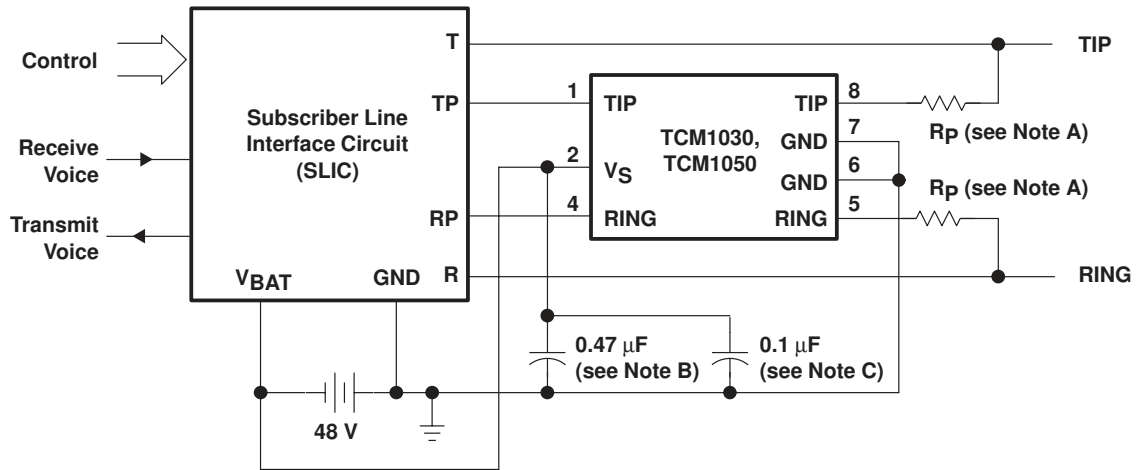 Control
Receive
Voice
Transmit
Voice
Subscriber Line
Interface Circuit
(SLIC)
T
TP
RP
R
VBAT
GND
48 V
1
2
4
TIP
VS
RING
TCM1030,
TCM1050
TIP
GND
GND
RING
8
7
6
5
TIP
RP (see Note A)
RP (see Note A)
RING
0.47 μF
(see Note B)
0.1 μF
(see Note C)